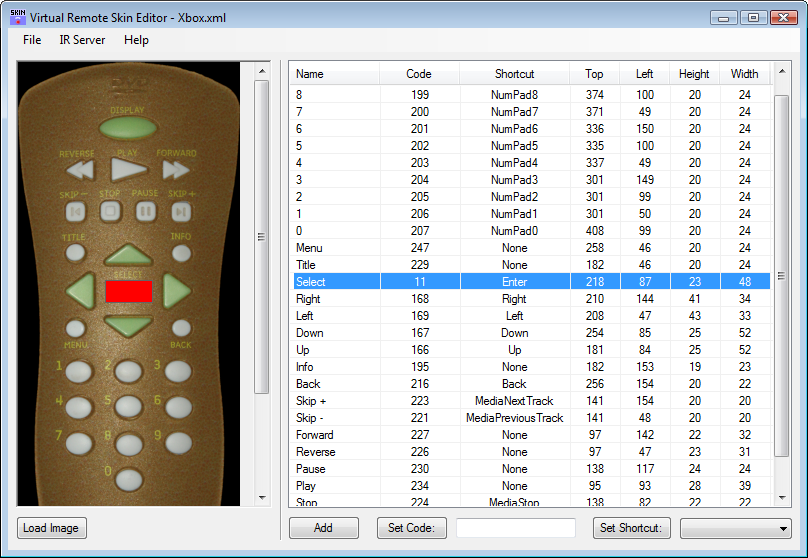 SKIN
Virtual Remote Skin Editor - Xbox.xml
File IR Server Help
DISPLAY
REVERSE PLAY FORWARD
SKIP - STOP PAUSE SKIP +
TITLE INFO
SELECT
MENU BACK
1 2 3
4 5 6
7 8 9
0
Load Image
Name Code Shortcut Top Left Height Width
8 199 NumPad8 374 100 20 24
7 200 NumPad7 371 49 20 24
6 201 NumPad6 336 150 20 24
5 202 NumPad5 335 100 20 24
4 203 NumPad4 337 49 20 24
3 204 NumPad3 301 149 20 24
2 205 NumPad2 301 99 20 24
1 206 NumPad1 301 50 20 24
0 207 NumPad0 408 99 20 24
Menu 247 None 258 46 20 24
Title 229 None 182 46 20 24
Select 11 Enter 218 87 23 48
Right 168 Right 210 144 41 34
Left 169 Left 208 47 43 33
Down 167 Down 254 85 25 52
Up 166 Up 181 84 25 52
Info 195 None 182 153 19 23
Back 216 Back 256 154 20 22
Skip + 223 MediaNextTrack 141 154 20 20
Skip - 221 MediaPreviousTrack 141 48 20 20
Forward 227 None 97 142 22 32
Reverse 226 None 97 47 23 31
Pause 230 None 138 117 24 24
Play 234 None 95 93 28 39
Stop 224 MediaStop 138 82 22 22
Add Set Code: Set Shortcut: